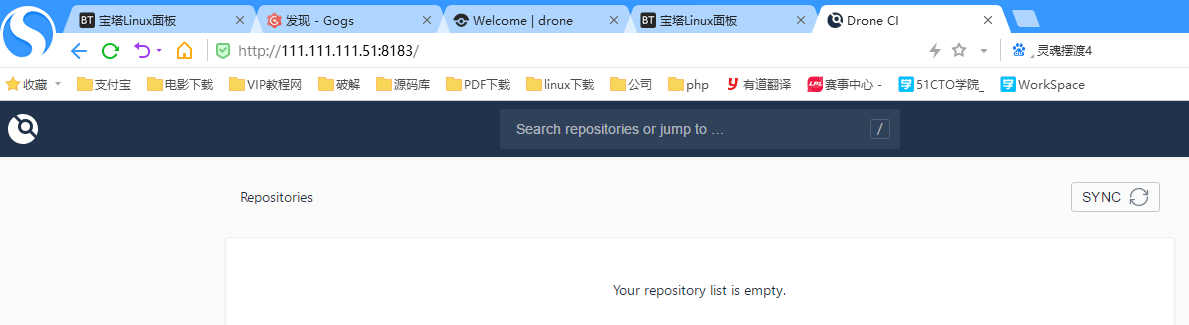 BT 宝塔Linux面板 发现 - Gogs Welcome | drone BT 宝塔Linux面板 Drone CI
http://111.111.111.51:8183/ 灵魂摆渡4
收藏 支付宝 电影下载 VIP教程网 破解 源码库 PDF下载 linux下载 公司 php 有道翻译 LPL 赛事中心 - 学 51CTO学院_ 学 WorkSpace
Search repositories or jump to … /
Repositories SYNC
Your repository list is empty.